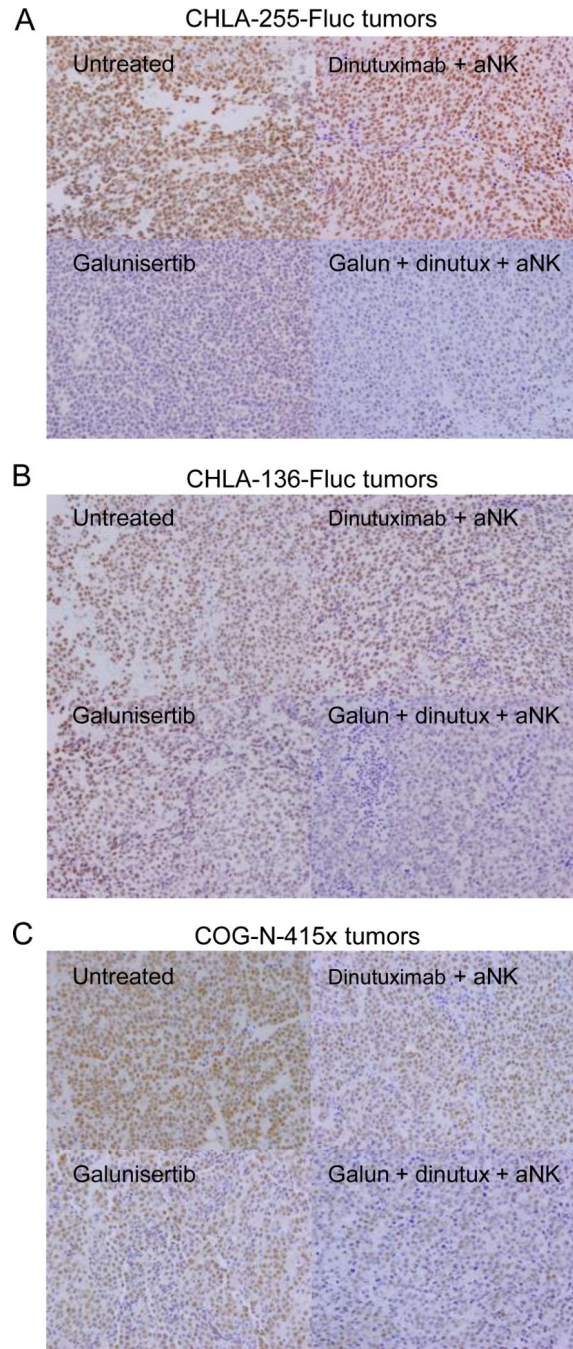 A
CHLA-255-Fluc tumors
Untreated
Dinutuximab + aNK
Galunisertib
Galun + dinutux + aNK
B
CHLA-136-Fluc tumors
Untreated
Dinutuximab + aNK
Galunisertib
Galun + dinutux + aNK
C
COG-N-415x tumors
Untreated
Dinutuximab + aNK
Galunisertib
Galun + dinutux + aNK